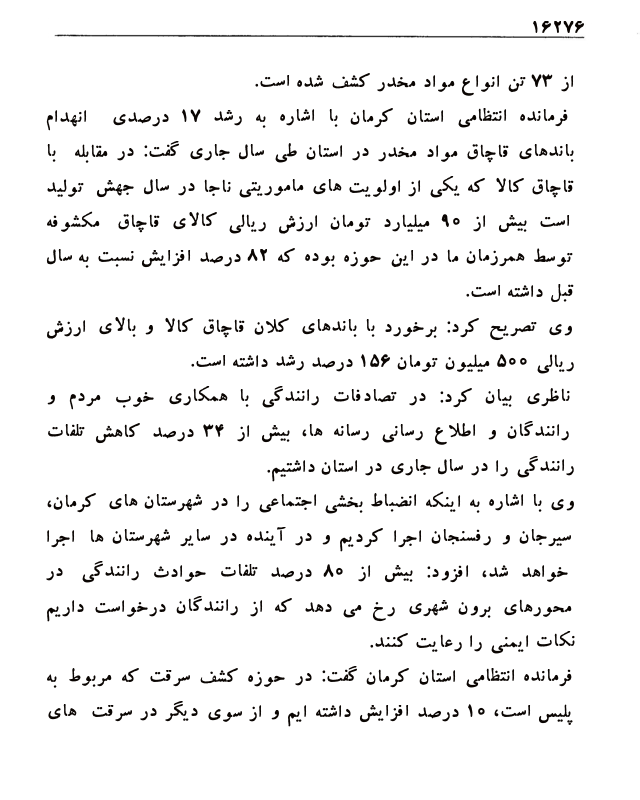 ۱۶۲۷۶
از ۷۳ تن انواع مواد مخدر کشف شده است.
فرمانده انتظامی استان کرمان با اشاره به رشد ۱۷ درصدی انهدام
باندهای قاچاق مواد مخدر در استان طی سال جاری گفت: در مقابله با
قاچاق کالا که یکی از اولویت های ماموریتی ناجا در سال جهش تولید
است بیش از ۹۰ میلیارد تومان ارزش ریالی کالای قاچاق مکشوفه
توسط همرزمان ما در این حوزه بوده که ۸۲ درصد افزایش نسبت به سال
قبل داشته است.
وی تصریح کرد: برخورد با باندهای کلان قاچاق کالا و بالای ارزش
ریالی ۵۰۰ میلیون تومان ۱۵۶ درصد رشد داشته است.
ناظری بیان کرد: در تصادفات رانندگی با همکاری خوب مردم و
رانندگان و اطلاع رسانی رسانه ها، بیش از ۳۴ درصد کاهش تلفات
رانندگی را در سال جاری در استان داشتیم.
وی با اشاره به اینکه انضباط بخشی اجتماعی را در شهرستان های کرمان،
سیرجان و رفسنجان اجرا کردیم و در آینده در سایر شهرستان ها اجرا
خواهد شد، افزود: بیش از ۸۰ درصد تلفات حوادث رانندگی در
محورهای برون شهری رخ می دهد که از رانندگان درخواست داریم
نکات ایمنی را رعایت کنند.
فرمانده انتظامی استان کرمان گفت: در حوزه کشف سرقت که مربوط به
پلیس است، ۱۰ درصد افزایش داشته ایم و از سوی دیگر در سرقت های